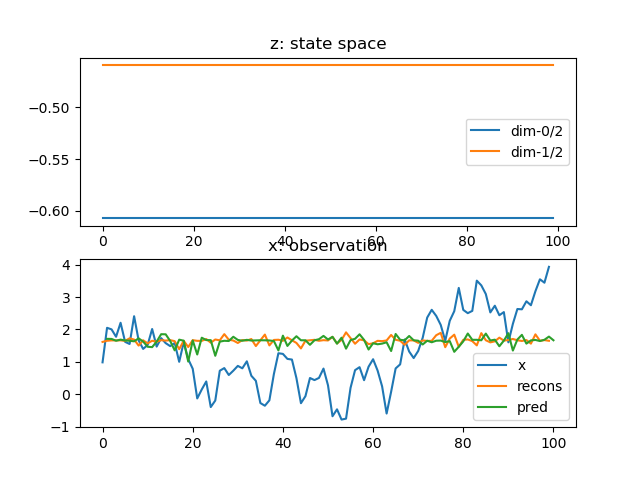 z: state space
−0.50
−0.55
−0.60
dim-0/2
dim-1/2
0 20 40 60 80 100
x: observation
4
3
2
1
0
−1
x
recons
pred
0 20 40 60 80 100